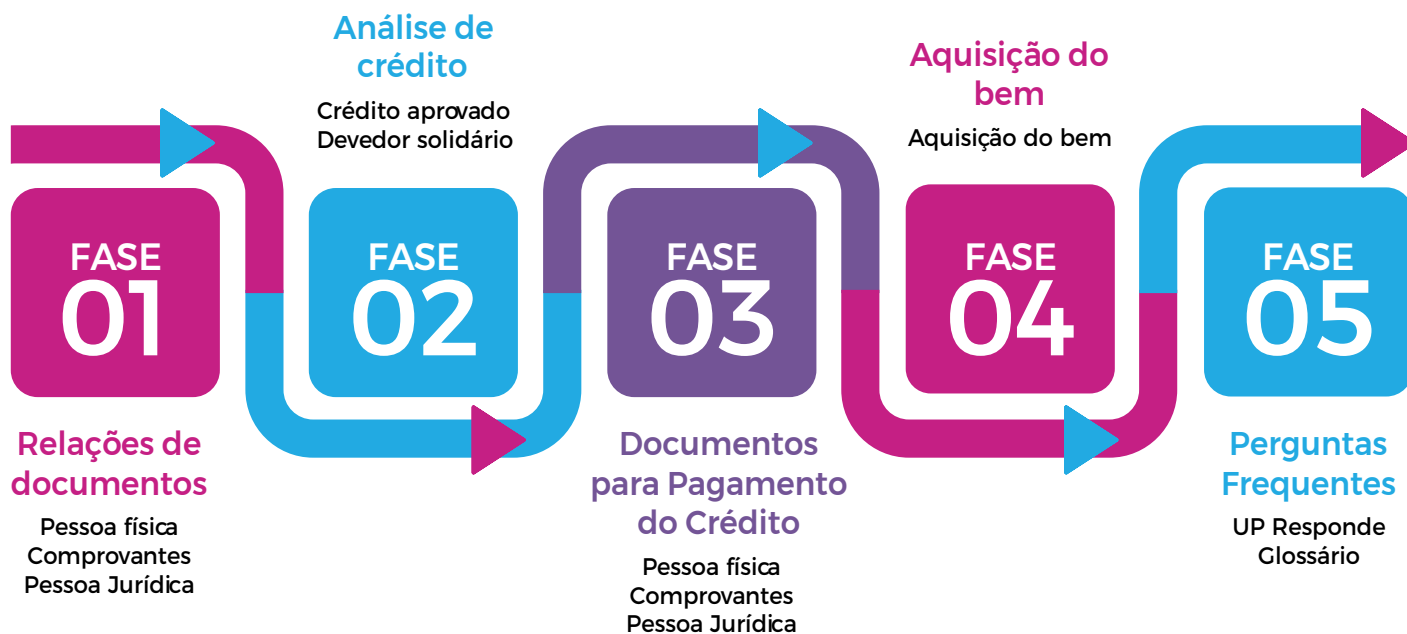 FASE
01
Relações de
documentos
Pessoa física
Comprovantes
Pessoa Jurídica
Análise de
crédito
Crédito aprovado
Devedor solidário
FASE
02
FASE
03
Documentos
para Pagamento
do Crédito
Pessoa física
Comprovantes
Pessoa Jurídica
Aquisição do
bem
Aquisição do bem
FASE
04
FASE
05
Perguntas
Frequentes
UP Responde
Glossário